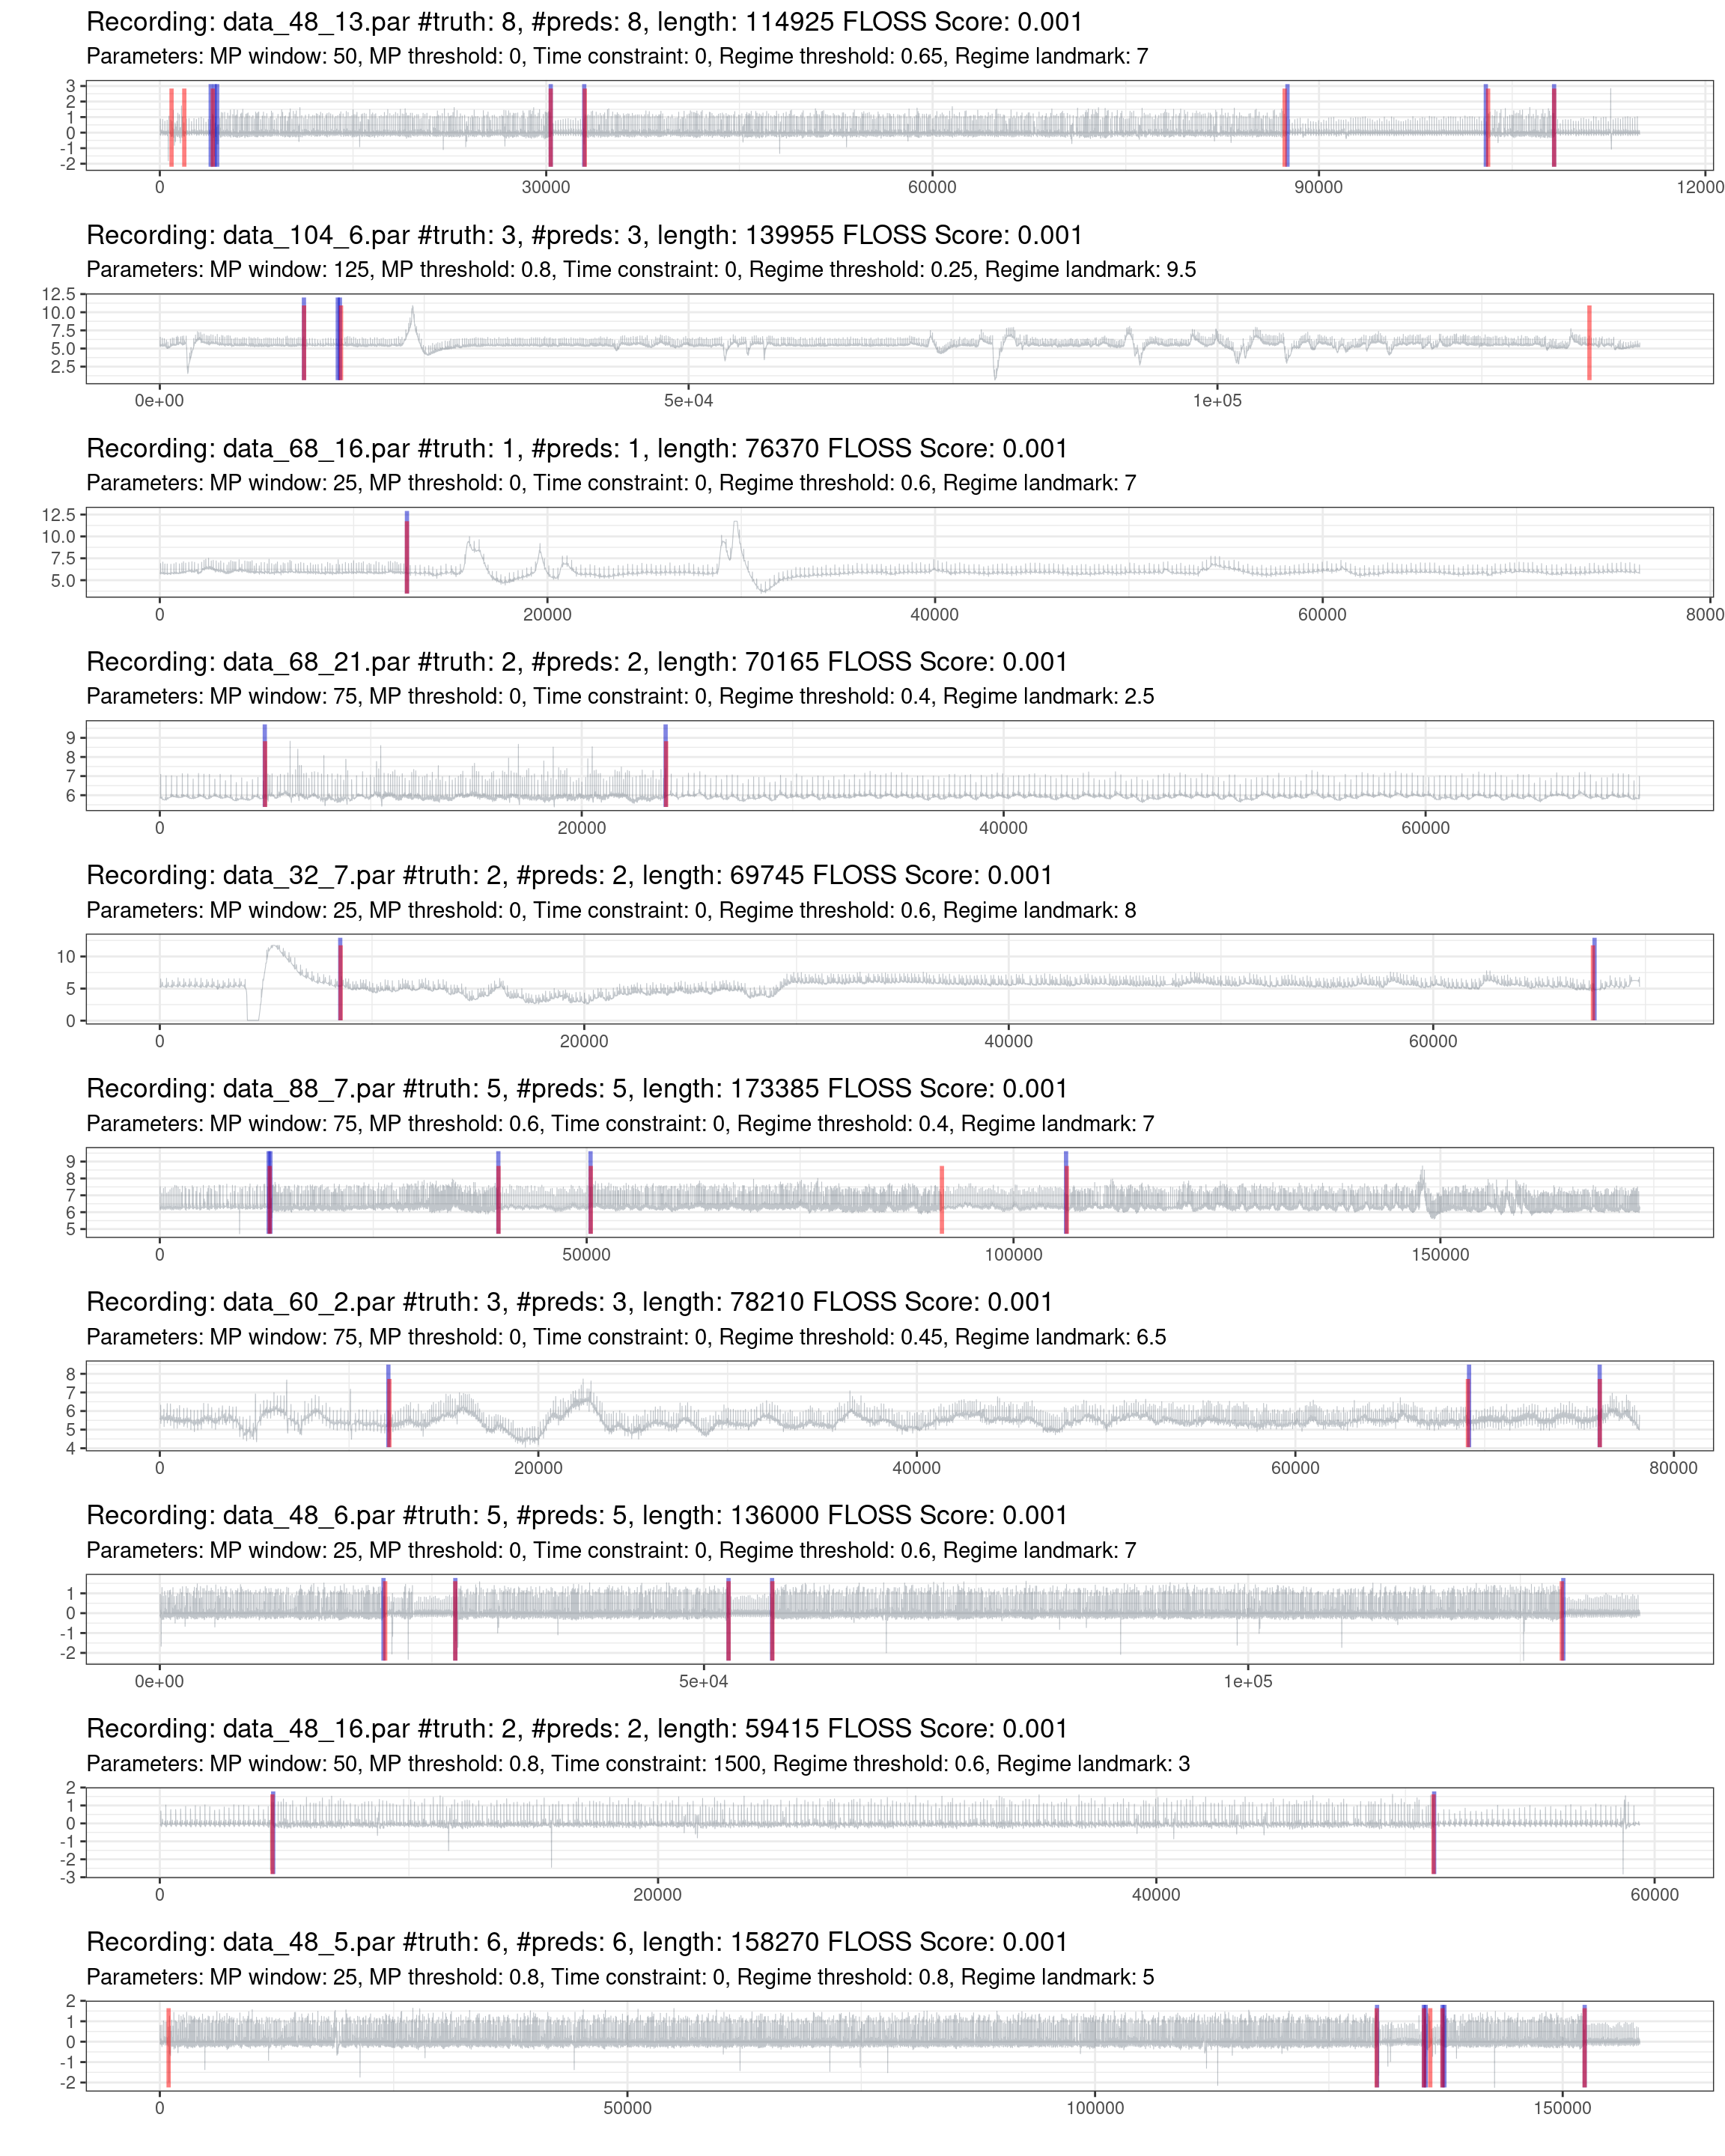 Recording: data_48_13.par #truth: 8, #preds: 8, length: 114925 FLOSS Score: 0.001
Parameters: MP window: 50, MP threshold: 0, Time constraint: 0, Regime threshold: 0.65, Regime landmark: 7
3
2
1
0
-1
-2
0 30000 60000 90000 12000
Recording: data_104_6.par #truth: 3, #preds: 3, length: 139955 FLOSS Score: 0.001
Parameters: MP window: 125, MP threshold: 0.8, Time constraint: 0, Regime threshold: 0.25, Regime landmark: 9.5
12.5
10.0
7.5
5.0
2.5
0e+00 5e+04 1e+05
Recording: data_68_16.par #truth: 1, #preds: 1, length: 76370 FLOSS Score: 0.001
Parameters: MP window: 25, MP threshold: 0, Time constraint: 0, Regime threshold: 0.6, Regime landmark: 7
12.5
10.0
7.5
5.0
0 20000 40000 60000 8000
Recording: data_68_21.par #truth: 2, #preds: 2, length: 70165 FLOSS Score: 0.001
Parameters: MP window: 75, MP threshold: 0, Time constraint: 0, Regime threshold: 0.4, Regime landmark: 2.5
9
8
7
6
0 20000 40000 60000
Recording: data_32_7.par #truth: 2, #preds: 2, length: 69745 FLOSS Score: 0.001
Parameters: MP window: 25, MP threshold: 0, Time constraint: 0, Regime threshold: 0.6, Regime landmark: 8
10
5
0
0 20000 40000 60000
Recording: data_88_7.par #truth: 5, #preds: 5, length: 173385 FLOSS Score: 0.001
Parameters: MP window: 75, MP threshold: 0.6, Time constraint: 0, Regime threshold: 0.4, Regime landmark: 7
9
8
7
6
5
0 50000 100000 150000
Recording: data_60_2.par #truth: 3, #preds: 3, length: 78210 FLOSS Score: 0.001
Parameters: MP window: 75, MP threshold: 0, Time constraint: 0, Regime threshold: 0.45, Regime landmark: 6.5
8
7
6
5
4
0 20000 40000 60000 80000
Recording: data_48_6.par #truth: 5, #preds: 5, length: 136000 FLOSS Score: 0.001
Parameters: MP window: 25, MP threshold: 0, Time constraint: 0, Regime threshold: 0.6, Regime landmark: 7
1
0
-1
-2
0e+00 5e+04 1e+05
Recording: data_48_16.par #truth: 2, #preds: 2, length: 59415 FLOSS Score: 0.001
Parameters: MP window: 50, MP threshold: 0.8, Time constraint: 1500, Regime threshold: 0.6, Regime landmark: 3
2
1
0
-1
-2
-3
0 20000 40000 60000
Recording: data_48_5.par #truth: 6, #preds: 6, length: 158270 FLOSS Score: 0.001
Parameters: MP window: 25, MP threshold: 0.8, Time constraint: 0, Regime threshold: 0.8, Regime landmark: 5
2
1
0
-1
-2
0 50000 100000 150000